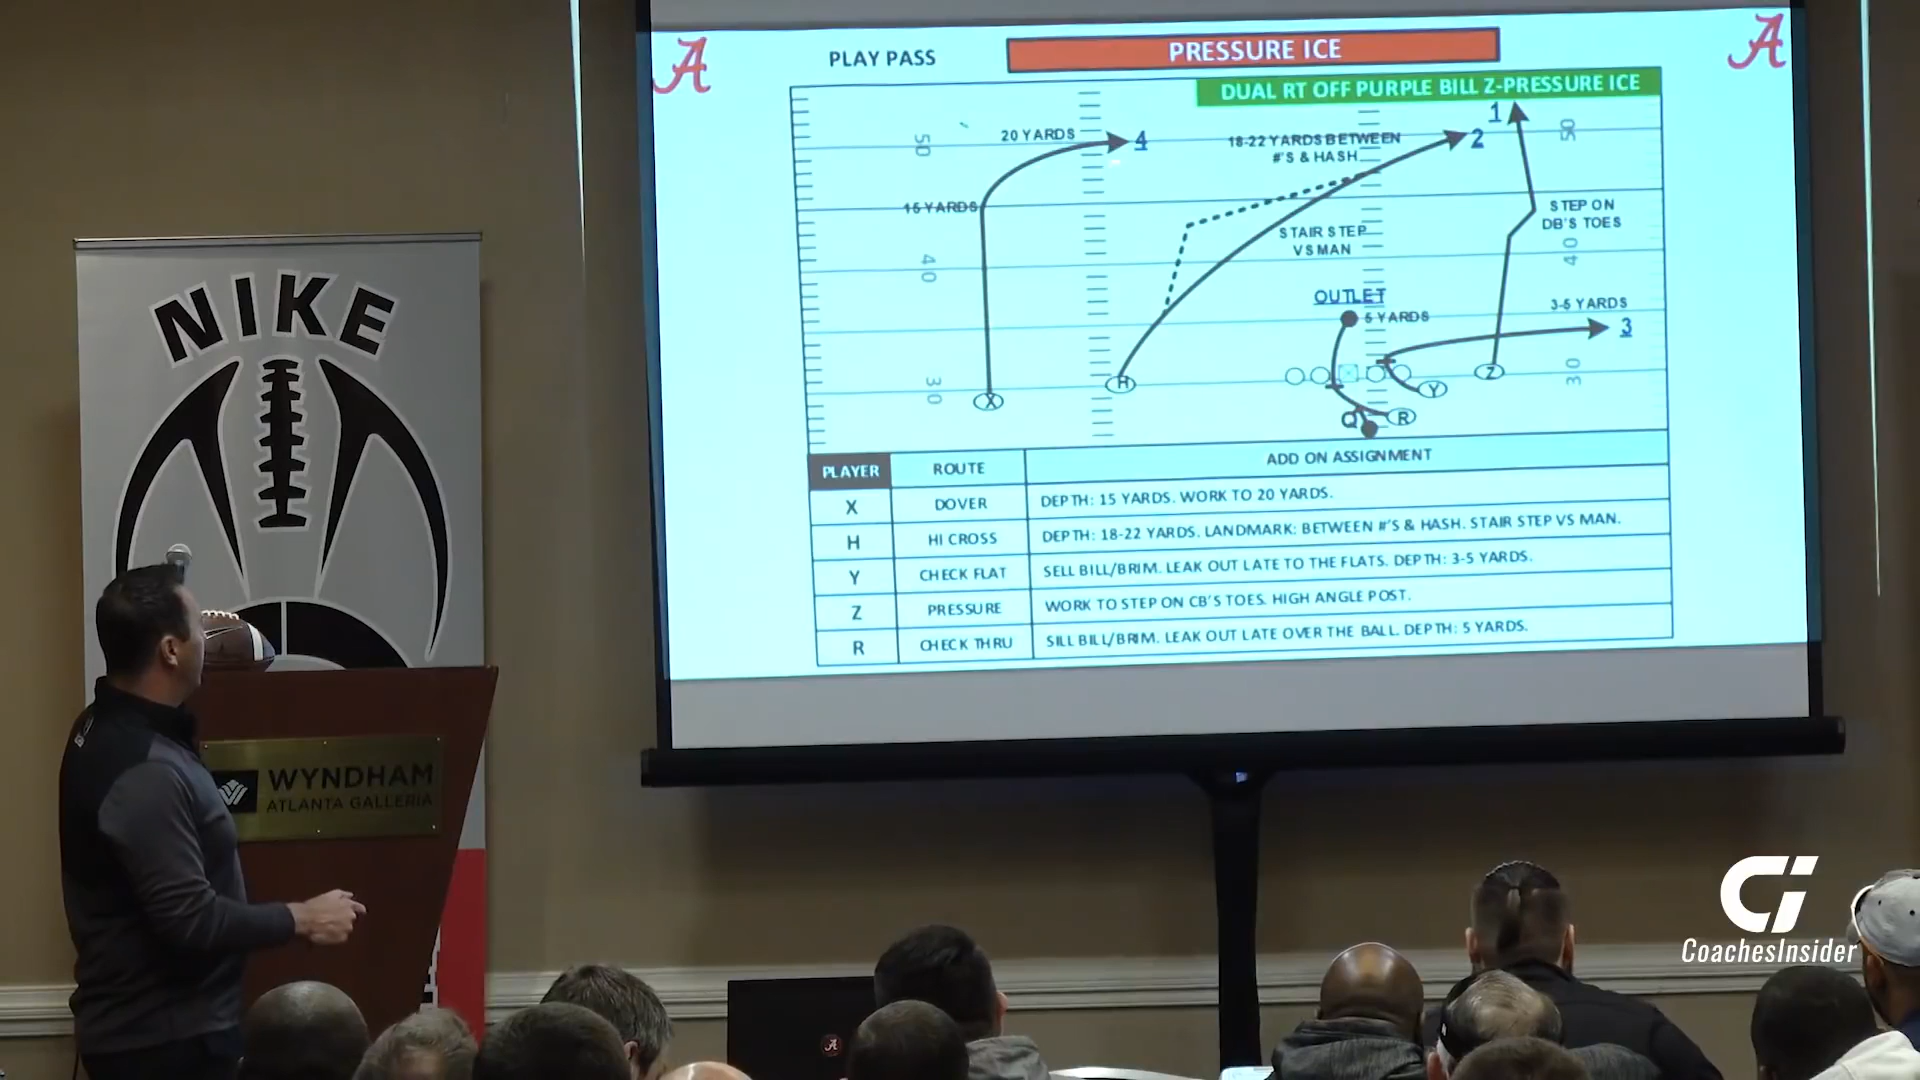 PLAY PASS
PRESSURE ICE
DUAL RT OFF PURPLE BILL Z-PRESSURE ICE
A
A
1
50
20 YARDS
4
18-22 YARDS BETWEEN
#'S & HASH
2
50
15 YARDS
STEP ON
DB'S TOES
STAIR STEP
VS MAN
40
40
OUTLET
5 YARDS
3-5 YARDS
3
30
30
X
H
Y
Z
Q
R
PLAYER ROUTE ADD ON ASSIGNMENT
X DOVER DEPTH: 15 YARDS. WORK TO 20 YARDS.
H HI CROSS DEPTH: 18-22 YARDS. LANDMARK: BETWEEN #'S & HASH. STAIR STEP VS MAN.
Y CHECK FLAT SELL BILL/BRIM. LEAK OUT LATE TO THE FLATS. DEPTH: 3-5 YARDS.
Z PRESSURE WORK TO STEP ON CB'S TOES. HIGH ANGLE POST.
R CHECK THRU SILL BILL/BRIM. LEAK OUT LATE OVER THE BALL. DEPTH: 5 YARDS.
NIKE
WYNDHAM
ATLANTA GALLERIA
Ci
CoachesInsider
A